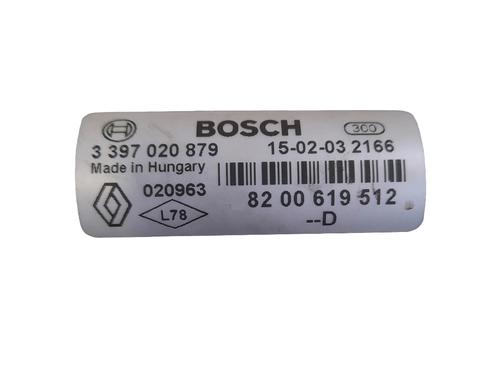 BOSCH 300
3 397 020 879 15-02-03 2166
Made in Hungary
020963
L78 82 00 619 512
--D